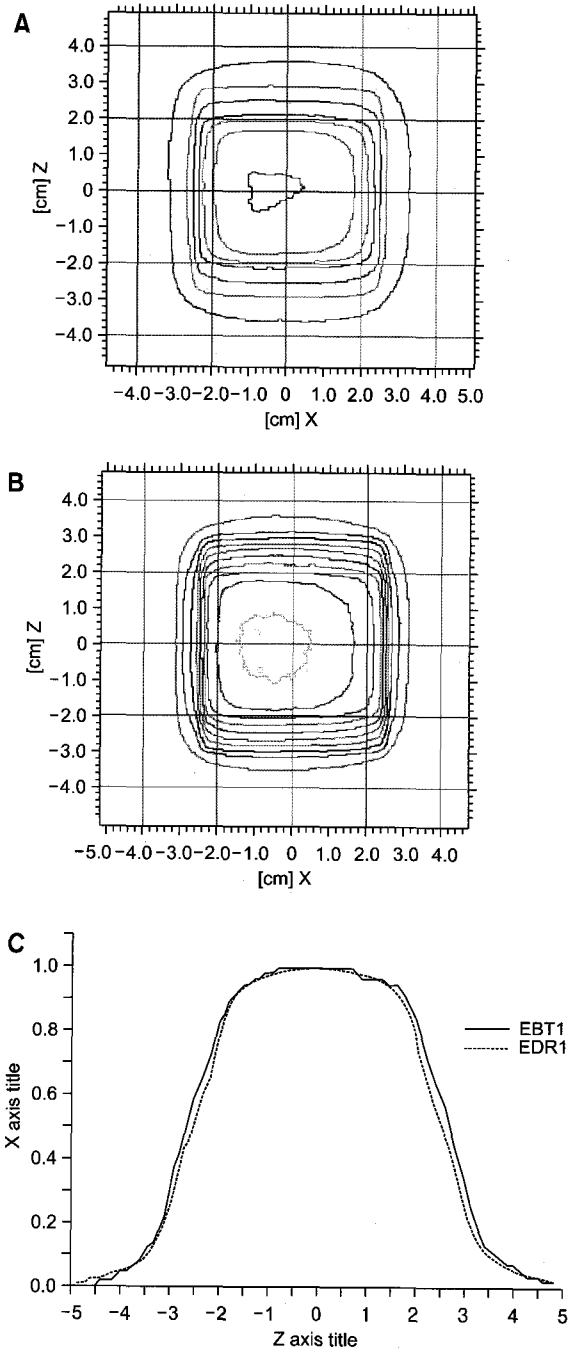 A
4.0
3.0
2.0
1.0
0
−1.0
−2.0
−3.0
−4.0
[cm] Z
−4.0 −3.0 −2.0 −1.0 0 1.0 2.0 3.0 4.0 5.0
[cm] X
B
4.0
3.0
2.0
1.0
0
−1.0
−2.0
−3.0
−4.0
[cm] Z
−5.0 −4.0 −3.0 −2.0 −1.0 0 1.0 2.0 3.0 4.0
[cm] X
C
1.0
0.8
0.6
0.4
0.2
0.0
X axis title
EBT1
EDR1
−5 −4 −3 −2 −1 0 1 2 3 4 5
Z axis title